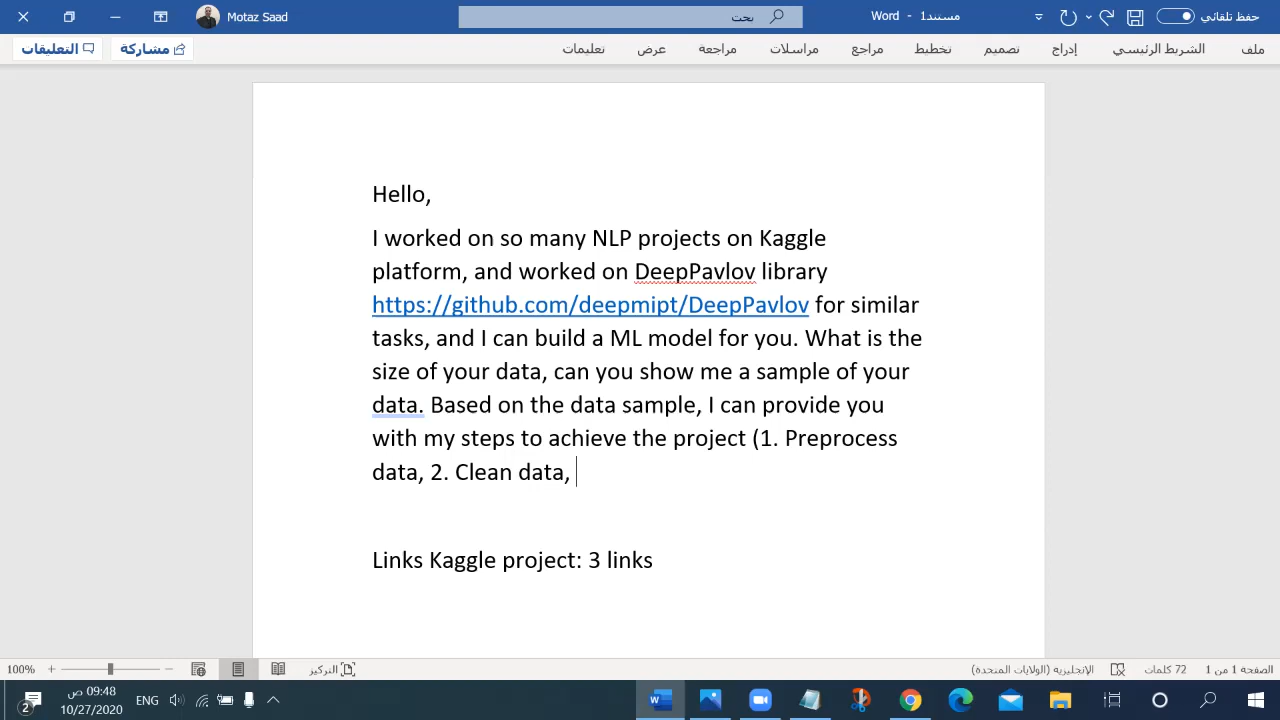 Motaz Saad
بحث
مستند1 - Word
حفظ تلقائي
ملف
الشريط الرئيسي
إدراج
تصميم
تخطيط
مراجع
مراسلات
مراجعة
عرض
تعليمات
مشاركة
التعليقات
Hello,
I worked on so many NLP projects on Kaggle
platform, and worked on DeepPavlov library
https://github.com/deepmipt/DeepPavlov for similar
tasks, and I can build a ML model for you. What is the
size of your data, can you show me a sample of your
data. Based on the data sample, I can provide you
with my steps to achieve the project (1. Preprocess
data, 2. Clean data,
Links Kaggle project: 3 links
الصفحة 1 من 1
72 كلمات
الإنجليزية (الولايات المتحدة)
التركيز
100%
ENG
09:48 ص
10/27/2020
2